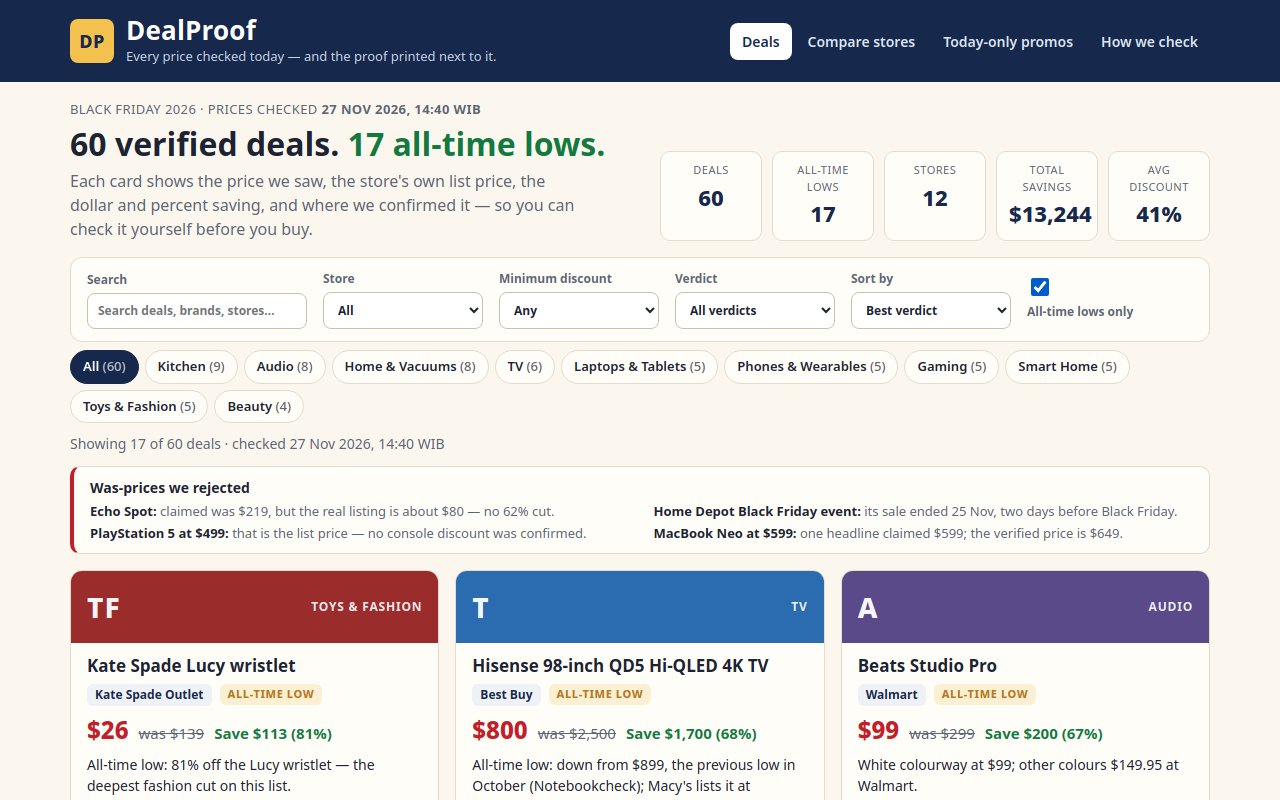 DP
DealProof
Every price checked today — and the proof printed next to it.
Deals
Compare stores
Today-only promos
How we check
BLACK FRIDAY 2026 · PRICES CHECKED 27 NOV 2026, 14:40 WIB
60 verified deals. 17 all-time lows.
Each card shows the price we saw, the store's own list price, the
dollar and percent saving, and where we confirmed it — so you can
check it yourself before you buy.
DEALS
60
ALL-TIME
LOWS
17
STORES
12
TOTAL
SAVINGS
$13,244
AVG
DISCOUNT
41%
Search
Search deals, brands, stores...
Store
All
Minimum discount
Any
Verdict
All verdicts
Sort by
Best verdict
All-time lows only
All (60)
Kitchen (9)
Audio (8)
Home & Vacuums (8)
TV (6)
Laptops & Tablets (5)
Phones & Wearables (5)
Gaming (5)
Smart Home (5)
Toys & Fashion (5)
Beauty (4)
Showing 17 of 60 deals · checked 27 Nov 2026, 14:40 WIB
Was-prices we rejected
Echo Spot: claimed was $219, but the real listing is about $80 — no 62% cut.
Home Depot Black Friday event: its sale ended 25 Nov, two days before Black Friday.
PlayStation 5 at $499: that is the list price — no console discount was confirmed.
MacBook Neo at $599: one headline claimed $599; the verified price is $649.
TF
TOYS & FASHION
Kate Spade Lucy wristlet
Kate Spade Outlet
ALL-TIME LOW
$26 was $139 Save $113 (81%)
All-time low: 81% off the Lucy wristlet — the
deepest fashion cut on this list.
T
TV
Hisense 98-inch QD5 Hi-QLED 4K TV
Best Buy
ALL-TIME LOW
$800 was $2,500 Save $1,700 (68%)
All-time low: down from $899, the previous low in
October (Notebookcheck); Macy's lists it at
A
AUDIO
Beats Studio Pro
Walmart
ALL-TIME LOW
$99 was $299 Save $200 (67%)
White colourway at $99; other colours $149.95 at
Walmart.